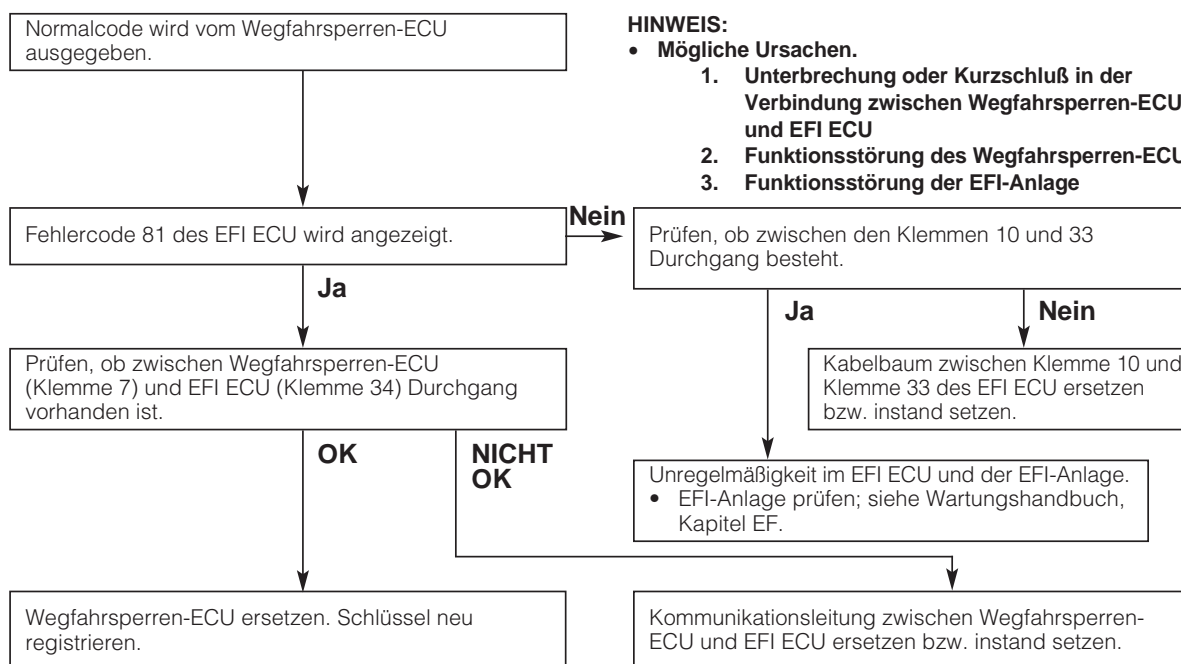 Normalcode wird vom Wegfahrsperren-ECU
ausgegeben.
HINWEIS:
• Mögliche Ursachen.
1. Unterbrechung oder Kurzschluß in der
Verbindung zwischen Wegfahrsperren-ECU
und EFI ECU
2. Funktionsstörung des Wegfahrsperren-ECU
3. Funktionsstörung der EFI-Anlage
Fehlercode 81 des EFI ECU wird angezeigt.
Nein
Prüfen, ob zwischen den Klemmen 10 und 33
Durchgang besteht.
Ja
Ja
Nein
Prüfen, ob zwischen Wegfahrsperren-ECU
(Klemme 7) und EFI ECU (Klemme 34) Durchgang
vorhanden ist.
Kabelbaum zwischen Klemme 10 und
Klemme 33 des EFI ECU ersetzen
bzw. instand setzen.
OK
NICHT
OK
Unregelmäßigkeit im EFI ECU und der EFI-Anlage.
• EFI-Anlage prüfen; siehe Wartungshandbuch,
Kapitel EF.
Wegfahrsperren-ECU ersetzen. Schlüssel neu
registrieren.
Kommunikationsleitung zwischen Wegfahrsperren-
ECU und EFI ECU ersetzen bzw. instand setzen.